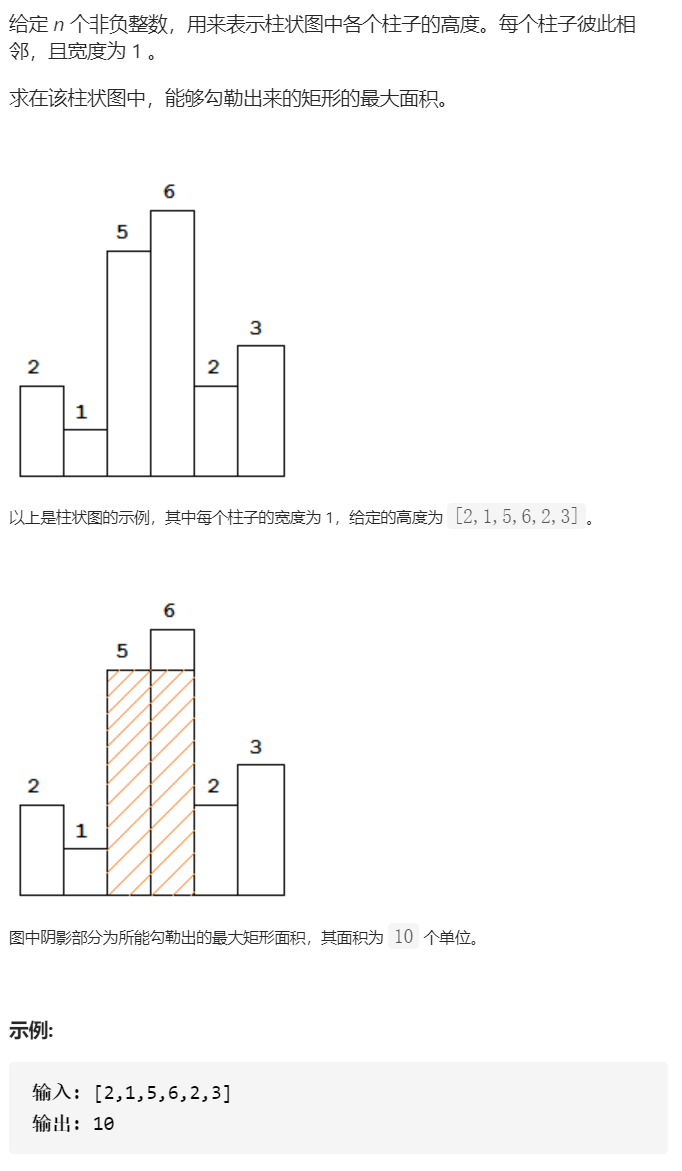 给定 n 个非负整数，用来表示柱状图中各个柱子的高度。每个柱子彼此相
邻，且宽度为 1 。
求在该柱状图中，能够勾勒出来的矩形的最大面积。
6
5
3
2
2
1
以上是柱状图的示例，其中每个柱子的宽度为 1，给定的高度为 [2,1,5,6,2,3] 。
6
5
3
2
2
1
图中阴影部分为所能勾勒出的最大矩形面积，其面积为 10 个单位。
示例:
输入: [2,1,5,6,2,3]
输出: 10